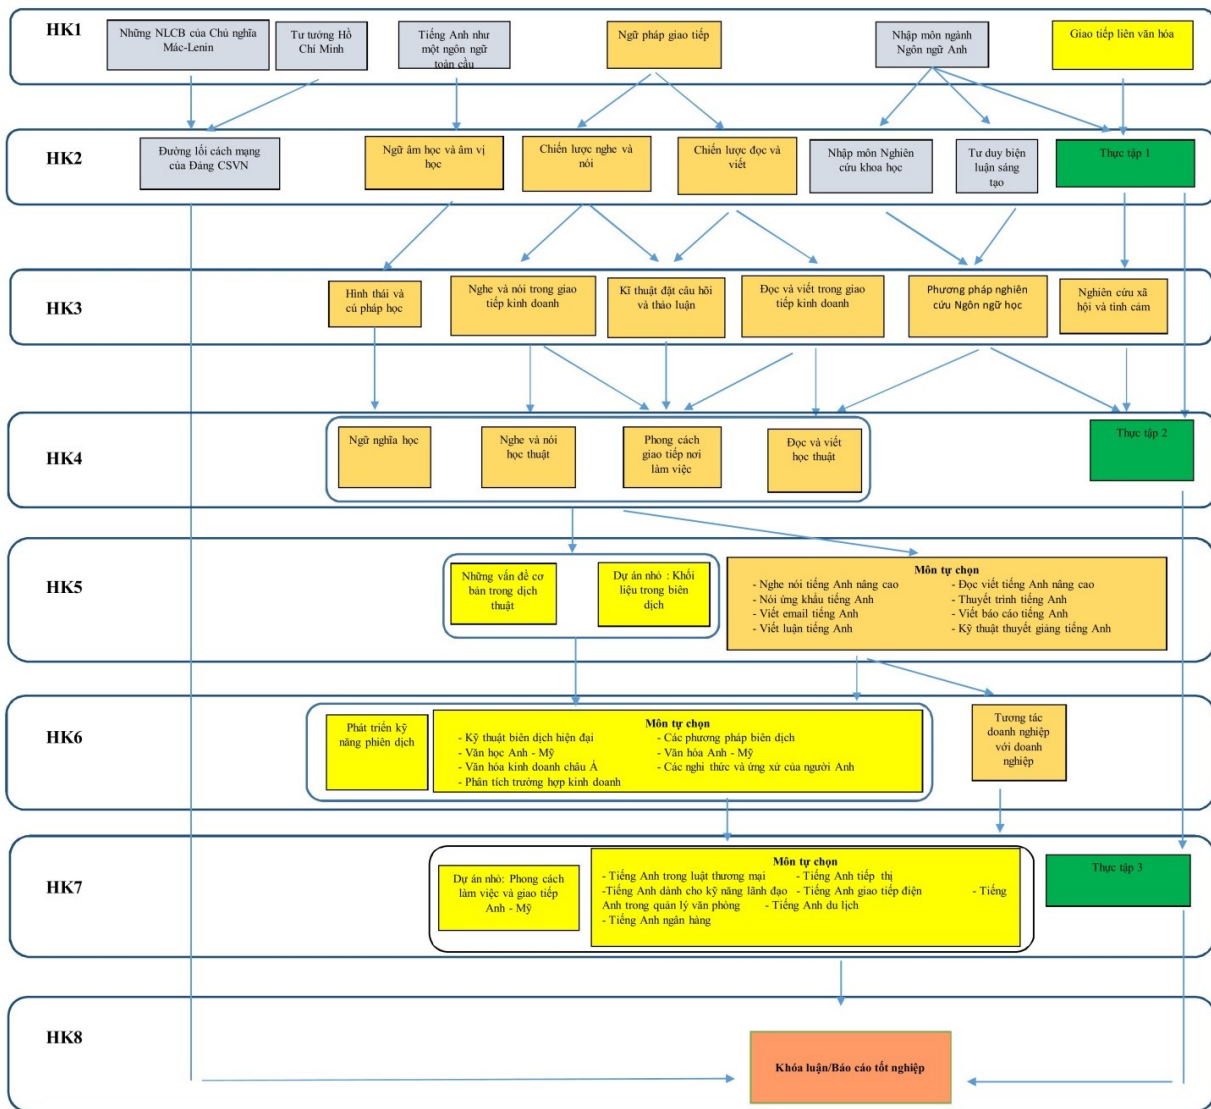 HK1
Những NLCB của Chủ nghĩa
Mác-Lenin
Tư tưởng Hồ
Chí Minh
Tiếng Anh như
một ngôn ngữ
toàn cầu
Ngữ pháp giao tiếp
Nhập môn ngành
Ngôn ngữ Anh
Giao tiếp liên văn hóa
HK2
Đường lối cách mạng
của Đảng CSVN
Ngữ âm học và âm vị
học
Chiến lược nghe và
nói
Chiến lược đọc và
viết
Nhập môn Nghiên
cứu khoa học
Tư duy biện
luận sáng
tạo
Thực tập 1
HK3
Hình thái và
cú pháp học
Nghe và nói trong giao
tiếp kinh doanh
Kĩ thuật đặt câu hỏi
và thảo luận
Đọc và viết trong giao
tiếp kinh doanh
Phương pháp nghiên
cứu Ngôn ngữ học
Nghiên cứu xã
hội và tình cảm
HK4
Ngữ nghĩa học
Nghe và nói
học thuật
Phong cách
giao tiếp nơi
làm việc
Đọc và viết
học thuật
Thực tập 2
HK5
Những vấn đề cơ
bản trong dịch
thuật
Dự án nhỏ : Khối
liệu trong biên
dịch
Môn tự chọn
- Nghe nói tiếng Anh nâng cao - Đọc viết tiếng Anh nâng cao
- Nói ứng khẩu tiếng Anh - Thuyết trình tiếng Anh
- Viết email tiếng Anh - Viết báo cáo tiếng Anh
- Viết luận tiếng Anh - Kỹ thuật thuyết giảng tiếng Anh
HK6
Phát triển kỹ
năng phiên dịch
Môn tự chọn
- Kỹ thuật biên dịch hiện đại - Các phương pháp biên dịch
- Văn học Anh - Mỹ - Văn hóa Anh - Mỹ
- Văn hóa kinh doanh châu Á - Các nghi thức và ứng xử của người Anh
- Phân tích trường hợp kinh doanh
Tương tác
doanh nghiệp
với doanh
nghiệp
HK7
Dự án nhỏ: Phong cách
làm việc và giao tiếp
Anh - Mỹ
Môn tự chọn
- Tiếng Anh trong luật thương mại - Tiếng Anh tiếp thị
-Tiếng Anh dành cho kỹ năng lãnh đạo - Tiếng Anh giao tiếp điện - Tiếng
Anh trong quản lý văn phòng - Tiếng Anh du lịch
- Tiếng Anh ngân hàng
Thực tập 3
HK8
Khóa luận/Báo cáo tốt nghiệp